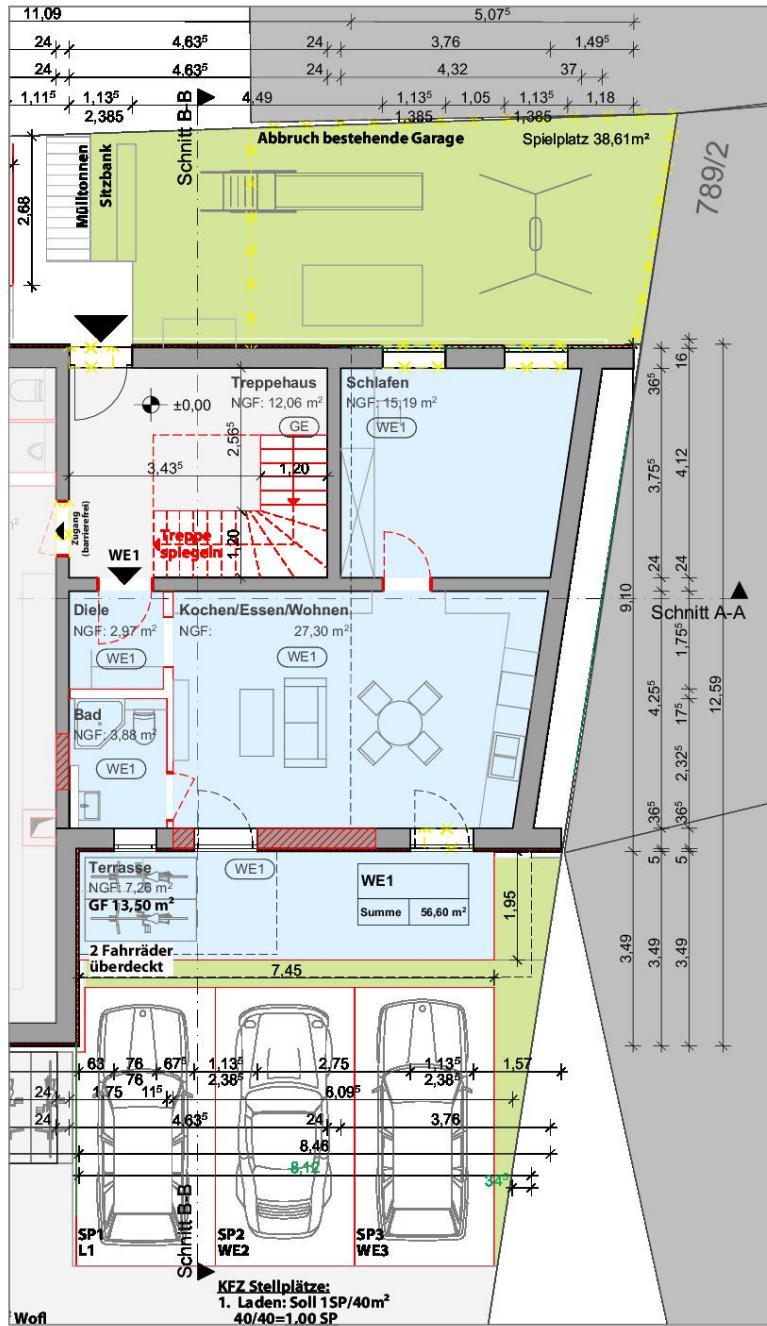 11,09
5,07⁵
24 4,63⁵ 24 3,76 1,49⁵
24 4.63⁵ 24 4,32 37
1,11⁵ 1,13⁵ 4,49 1,13⁵ 1,05 1,13⁵ 1,18
2,385 1,385 1,385
Schnitt B-B
Abbruch bestehende Garage
Spielplatz 38,61m²
789/2
Mülltonnen
Sitzbank
2,68
Treppehaus
NGF: 12,06 m²
GE
±0,00
2,56⁵
3,43⁵
1,20
1,20
Treppe
spiegeln
Zugang
(barrierefrei)
WE1
Schlafen
NGF: 15,19 m²
WE1
16
36⁵
3,75⁵
4,12
24
24
9,10
Schnitt A-A
1,75⁵
4,25⁵
17⁵
12,59
2,32⁵
36⁵
36⁵
5
5
3,49
3,49
3,49
Diele
NGF: 2,97 m²
WE1
Kochen/Essen/Wohnen
NGF: 27,30 m²
WE1
Bad
NGF: 3,88 m²
WE1
Terrasse
NGF: 7,26 m²
GF 13,50 m²
WE1
WE1
Summe 56,60 m²
1,95
2 Fahrräder
überdeckt
7,45
63 76 67⁵ 1,13⁵ 2,75 1,13⁵ 1,57
76 2,38⁵ 2,38⁵
24 1,75 11⁵ 6,09⁵
24 4.63⁵ 24 3,76
8,46
8,12
34⁵
Schnitt B-B
SP1
L1
SP2
WE2
SP3
WE3
KFZ Stellplätze:
1. Laden: Soll 1SP/40m²
40/40=1,00 SP
² Wofl